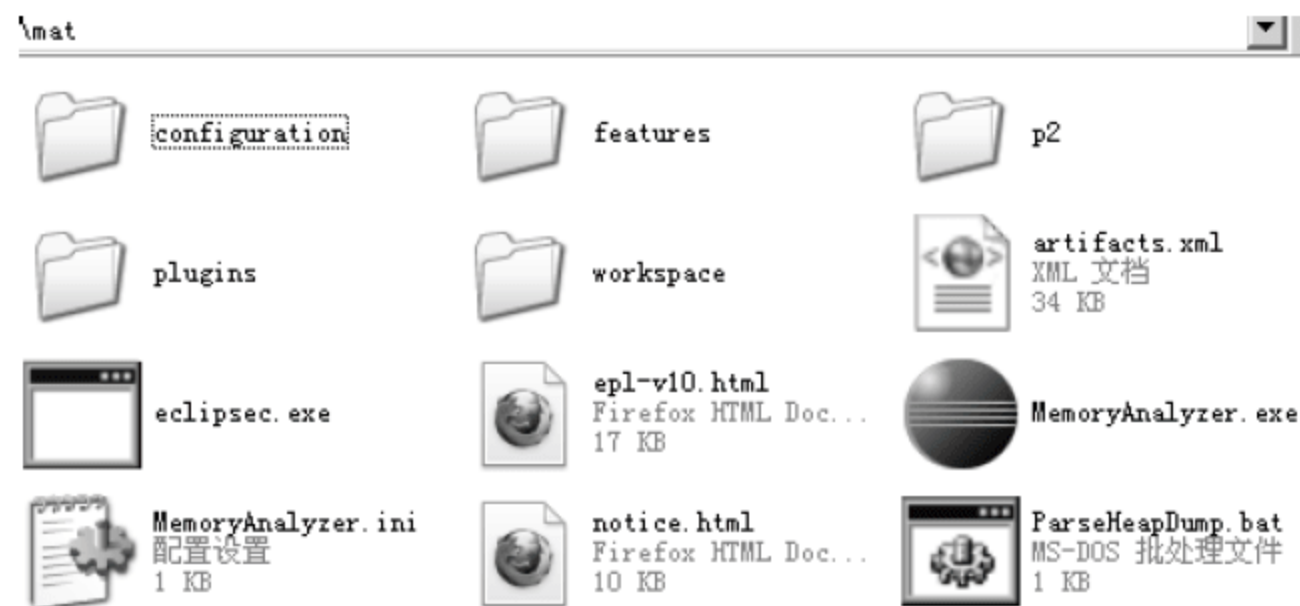 \mat
configuration
features
p2
plugins
workspace
artifacts.xml
XML 文档
34 KB
eclipsec.exe
epl-v10.html
Firefox HTML Doc...
17 KB
MemoryAnalyzer.exe
MemoryAnalyzer.ini
配置设置
1 KB
notice.html
Firefox HTML Doc...
10 KB
ParseHeapDump.bat
MS-DOS 批处理文件
1 KB